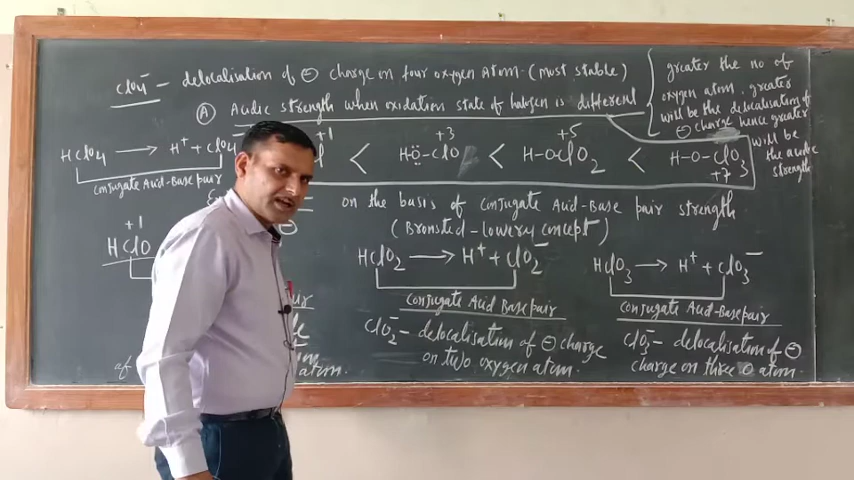 ClO4⁻ – delocalisation of ⊖ charge on four oxygen Atom. (most stable)
greater the no of
oxygen atom, greater
will be the delocalisation of
⊖ charge hence greater
will be
the acidic
strength
(A) Acidic strength when oxidation state of halogen is different
HClO4 ⟶ H⁺ + ClO4⁻
conjugate Acid-Base pair
+1 < HÖ–ClO +3 < H–O–ClO2 +5 < H–O–ClO3 +7
on the basis of conjugate Acid-Base pair strength
(Bronsted–lowery concept)
+1
HClO
HClO2 ⟶ H⁺ + ClO2⁻
conjugate Acid Base pair
ClO2⁻ – delocalisation of ⊖ charge
on two oxygen atom.
HClO3 ⟶ H⁺ + ClO3⁻
conjugate Acid-Base pair
ClO3⁻ – delocalisation of ⊖
charge on three O atom.
of
atom.